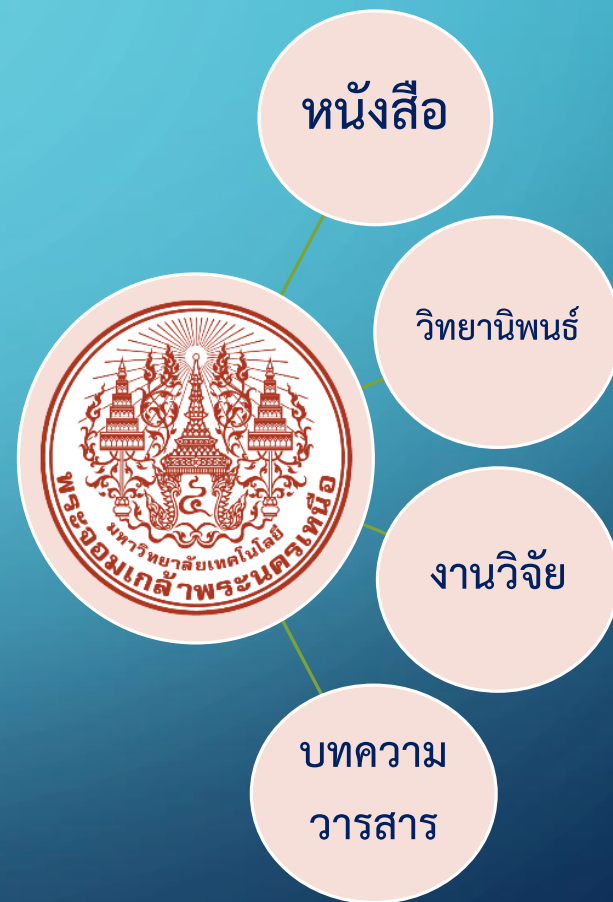 หนังสือ
วิทยานิพนธ์
มหาวิทยาลัยเทคโนโลยี
พระจอมเกล้าพระนครเหนือ
งานวิจัย
บทความ
วารสาร